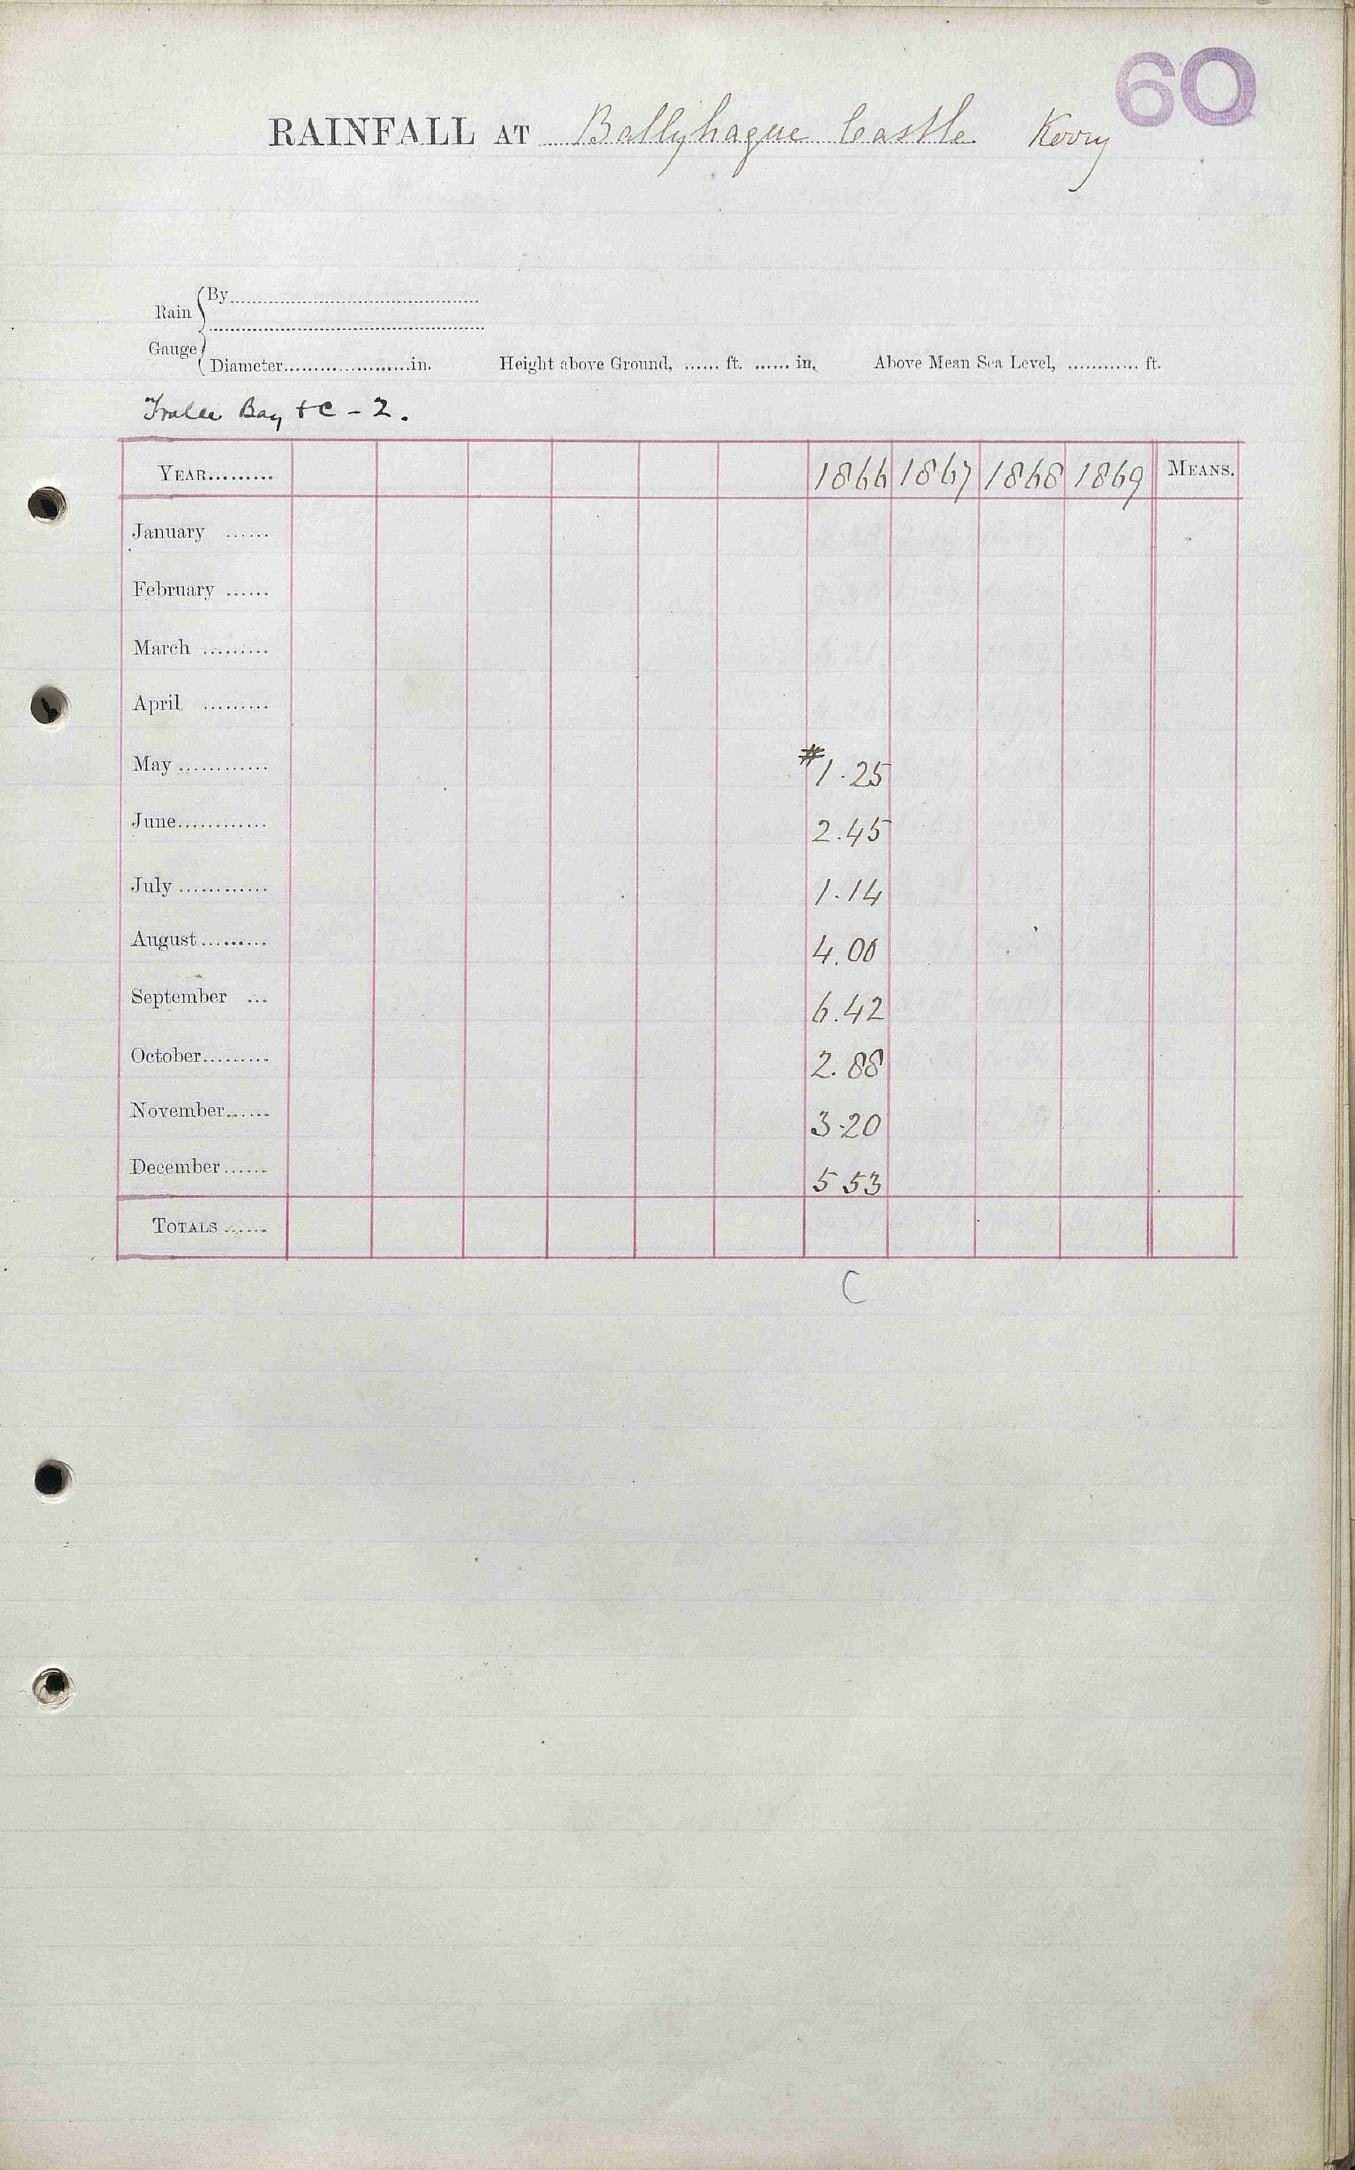 60
RAINFALL AT Ballyhague Castle Kerry
Rain Gauge { By
Diameter in. Height above Ground, ft. in. Above Mean Sea Level, ft.
Tralee Bay &c - 2.
YEAR 1866 1867 1868 1869 MEANS.
January
February
March
April
May #1.25
June 2.45
July 1.14
August 4.00
September 6.42
October 2.88
November 3.20
December 5 53
TOTALS
C